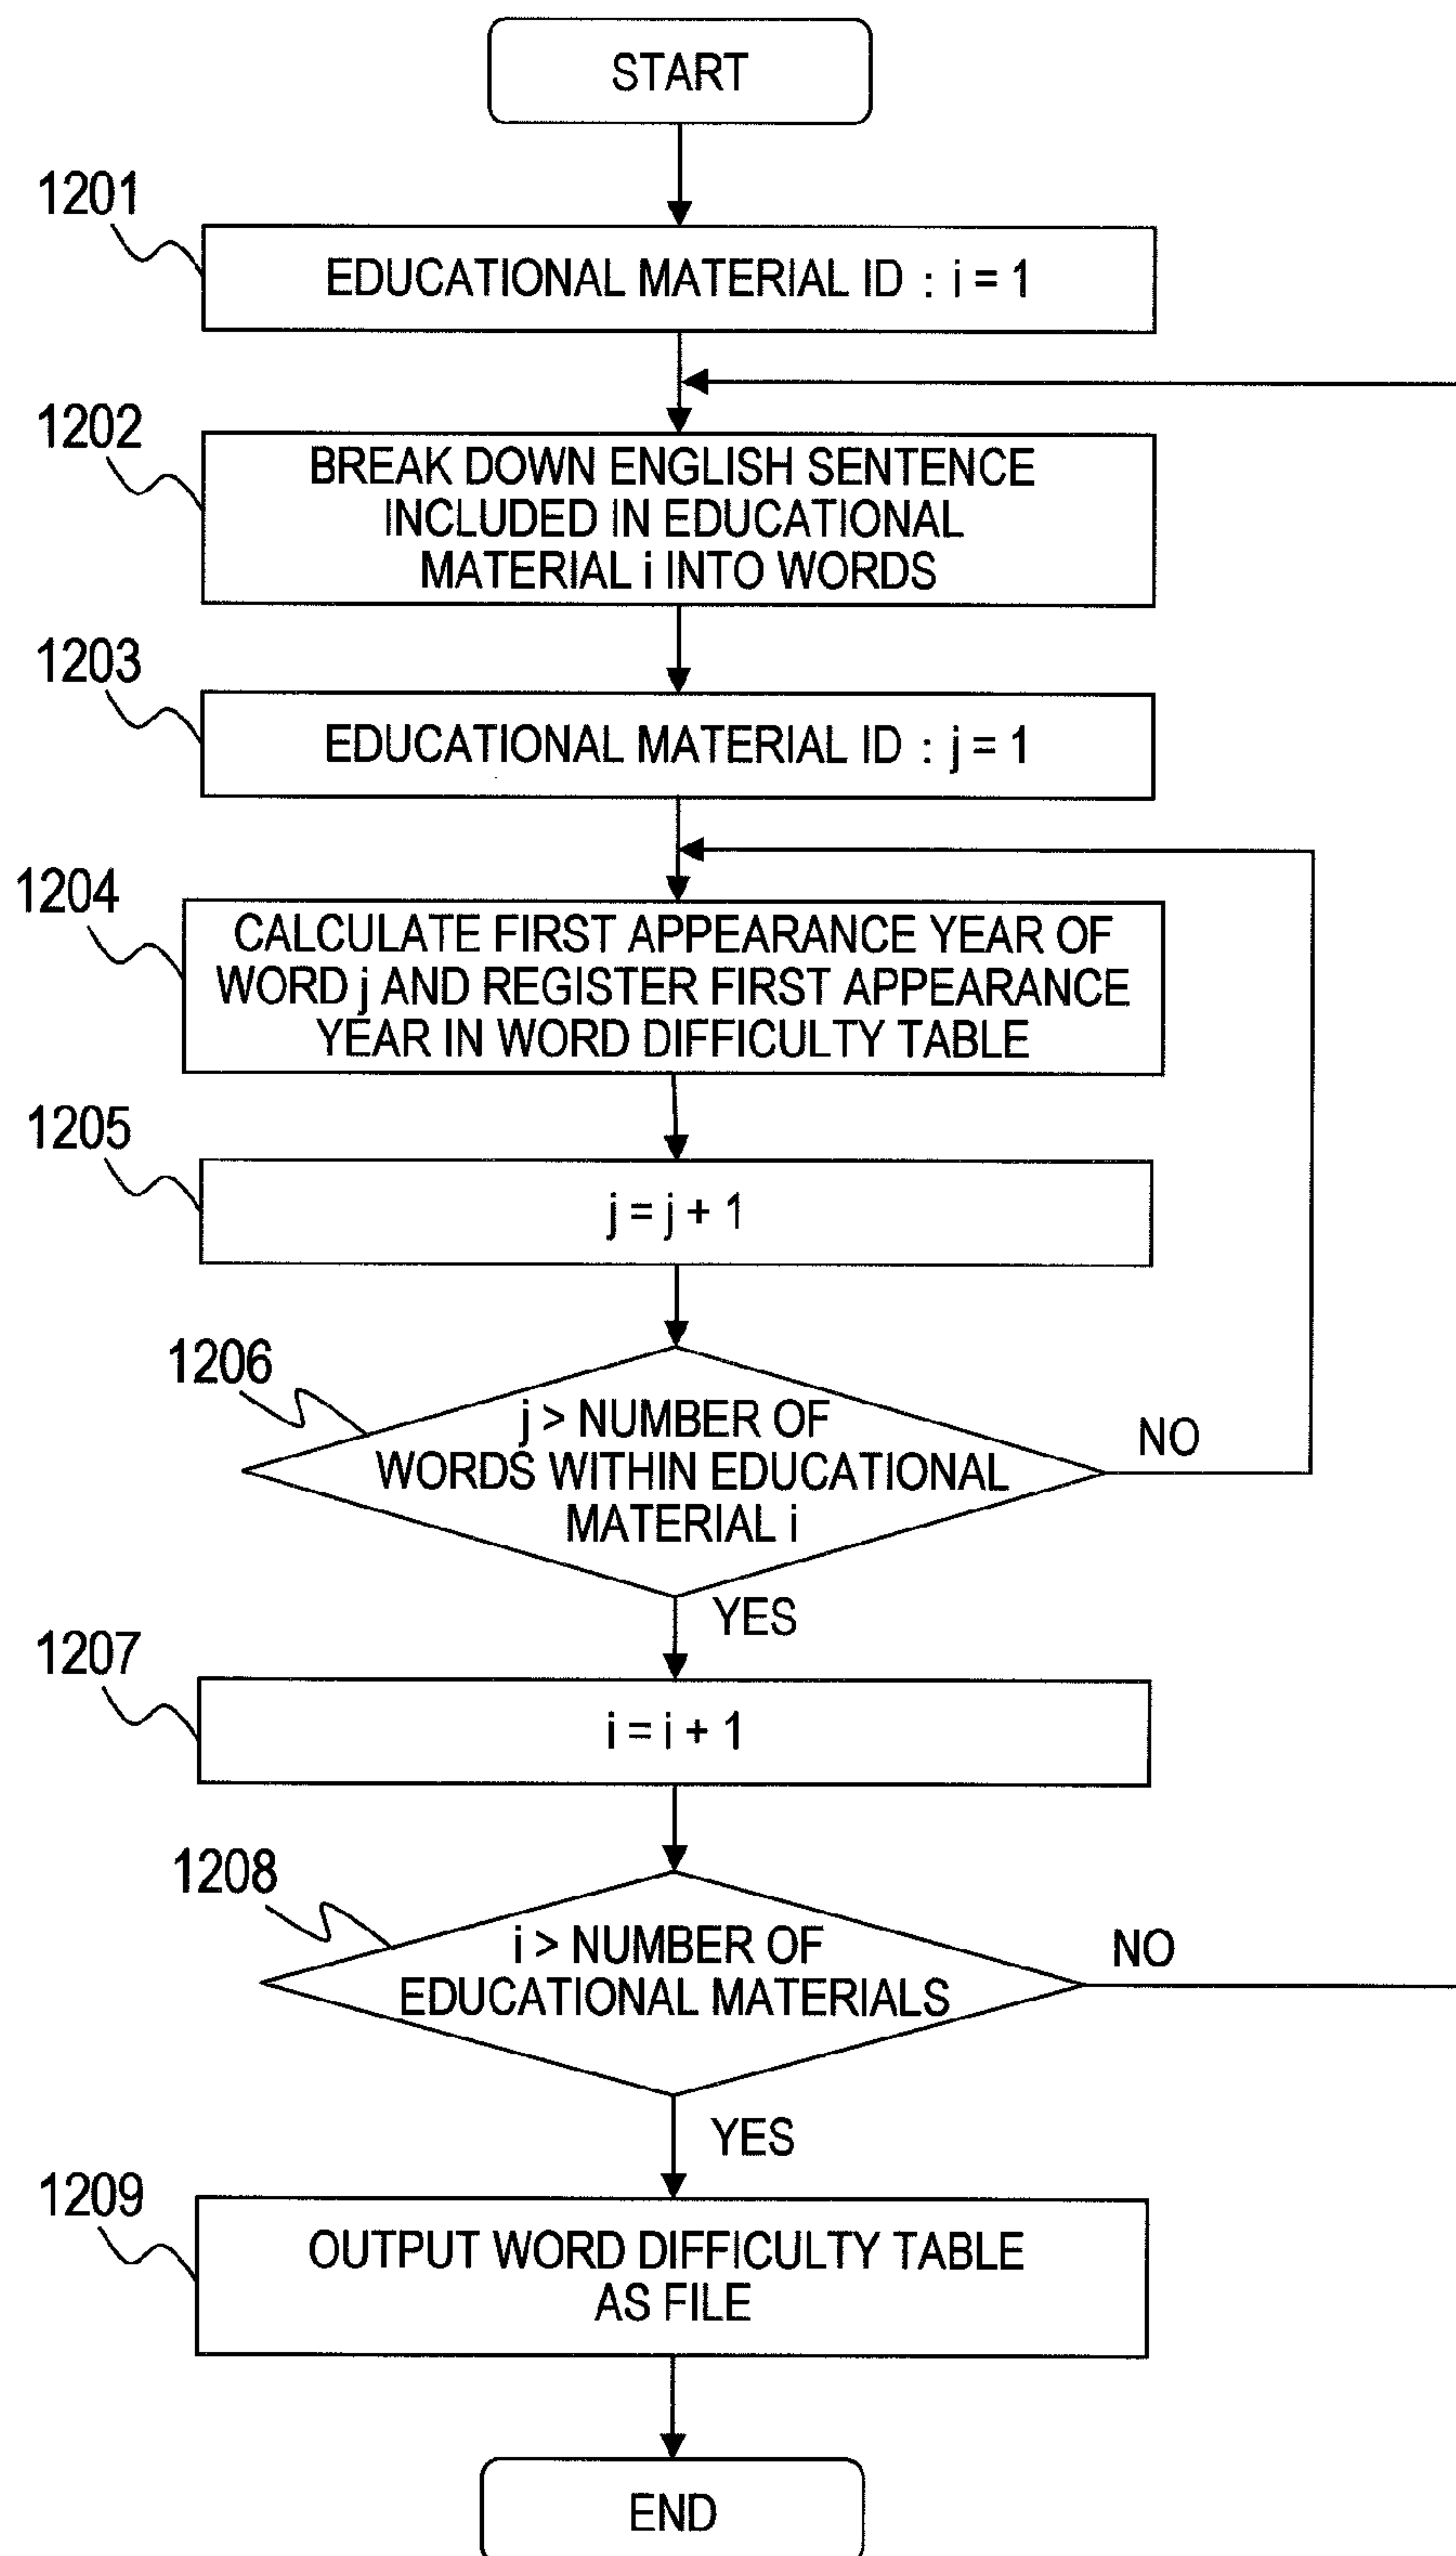 START
1201
EDUCATIONAL MATERIAL ID : i = 1
1202
BREAK DOWN ENGLISH SENTENCE
INCLUDED IN EDUCATIONAL
MATERIAL i INTO WORDS
1203
EDUCATIONAL MATERIAL ID : j = 1
1204
CALCULATE FIRST APPEARANCE YEAR OF
WORD j AND REGISTER FIRST APPEARANCE
YEAR IN WORD DIFFICULTY TABLE
1205
j = j + 1
1206
j > NUMBER OF
WORDS WITHIN EDUCATIONAL
MATERIAL i
NO
YES
1207
i = i + 1
1208
i > NUMBER OF
EDUCATIONAL MATERIALS
NO
YES
1209
OUTPUT WORD DIFFICULTY TABLE
AS FILE
END